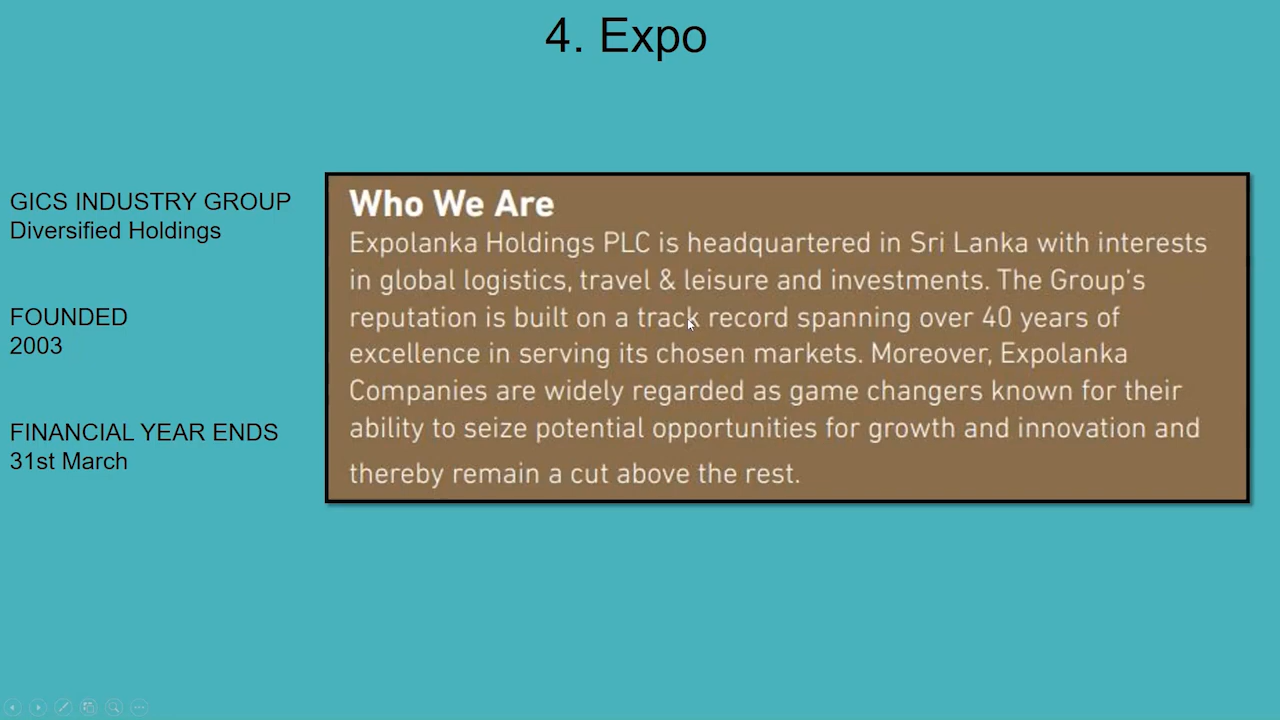 4. Expo
GICS INDUSTRY GROUP
Diversified Holdings
FOUNDED
2003
FINANCIAL YEAR ENDS
31st March
Who We Are
Expolanka Holdings PLC is headquartered in Sri Lanka with interests
in global logistics, travel & leisure and investments. The Group's
reputation is built on a track record spanning over 40 years of
excellence in serving its chosen markets. Moreover, Expolanka
Companies are widely regarded as game changers known for their
ability to seize potential opportunities for growth and innovation and
thereby remain a cut above the rest.